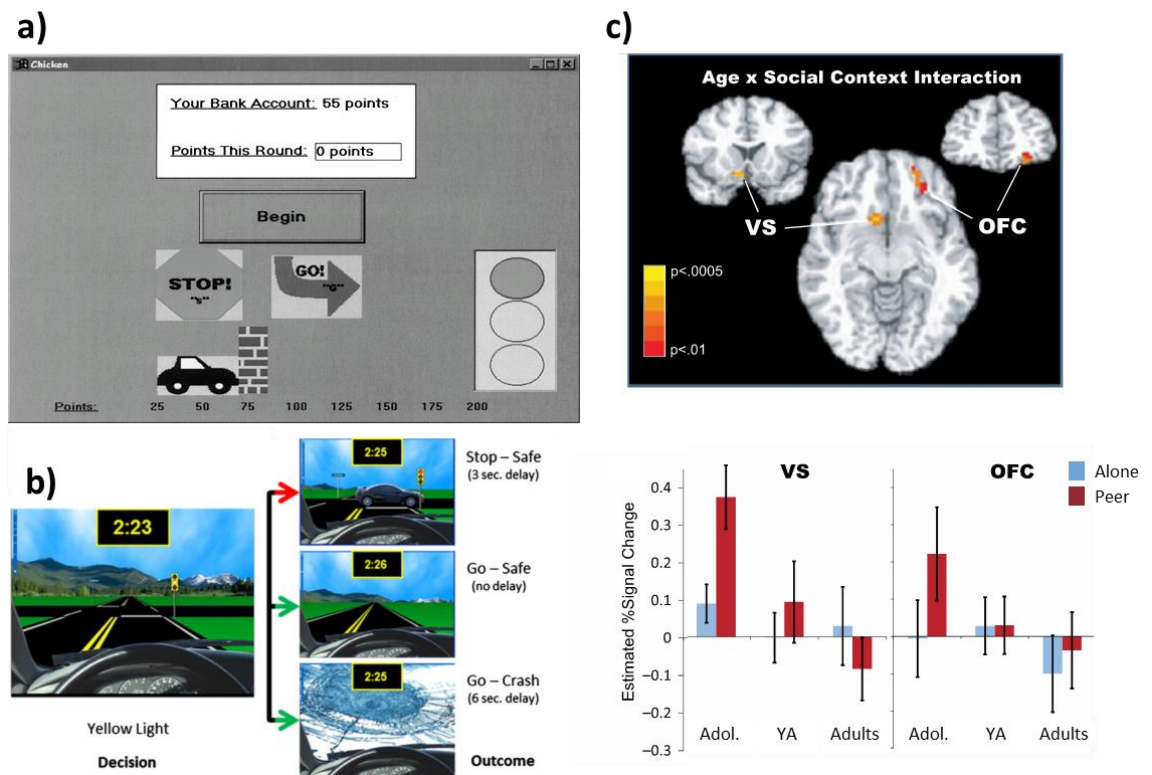 a)
Chicken
Your Bank Account: 55 points
Points This Round: 0 points
Begin
STOP!
"S"
GO!
"G"
Points: 25 50 75 100 125 150 175 200
b)
2:23
Yellow Light
Decision
2:25
Stop – Safe
(3 sec. delay)
2:26
Go – Safe
(no delay)
2:25
Go – Crash
(6 sec. delay)
Outcome
c)
Age x Social Context Interaction
VS
OFC
p<.0005
p<.01
VS
OFC
Alone
Peer
Estimated %Signal Change
0.4
0.3
0.2
0.1
0
−0.1
−0.2
−0.3
Adol. YA Adults Adol. YA Adults